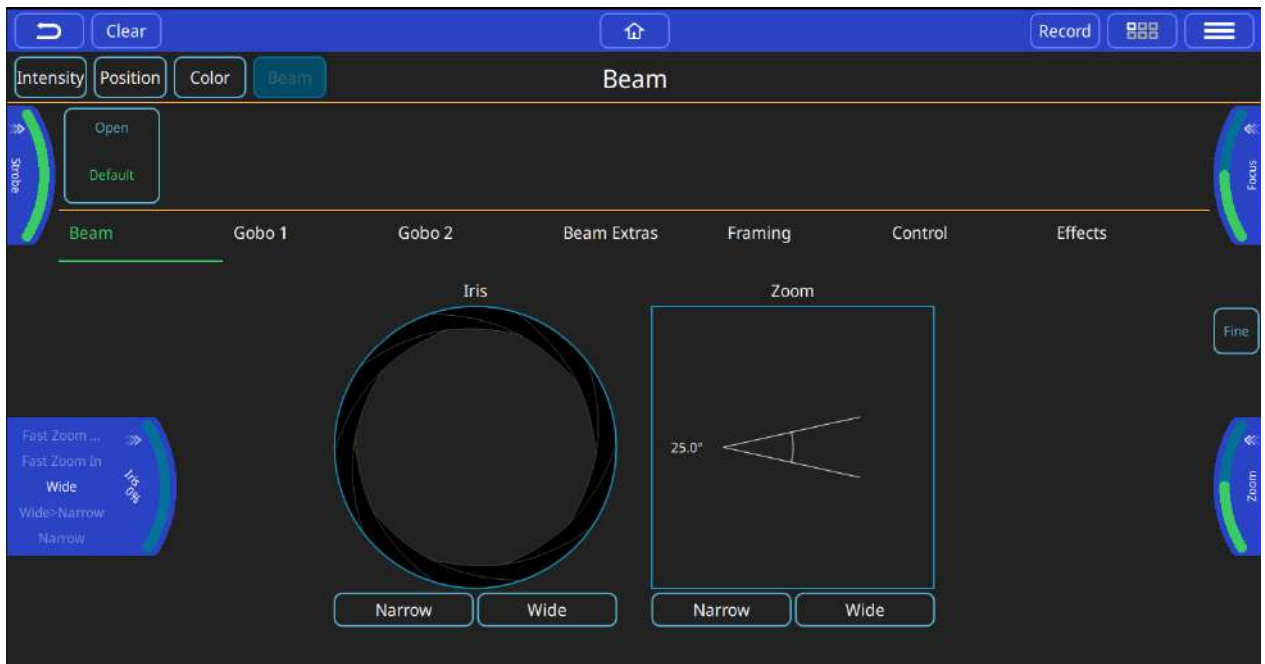 Clear
Record
Intensity
Position
Color
Beam
Beam
Open
Default
Strobe
Focus
Beam
Gobo 1
Gobo 2
Beam Extras
Framing
Control
Effects
Iris
Zoom
Fine
25.0°
Fast Zoom ...
Fast Zoom In
Wide
Wide>Narrow
Narrow
Iris
0%
Zoom
Narrow
Wide
Narrow
Wide